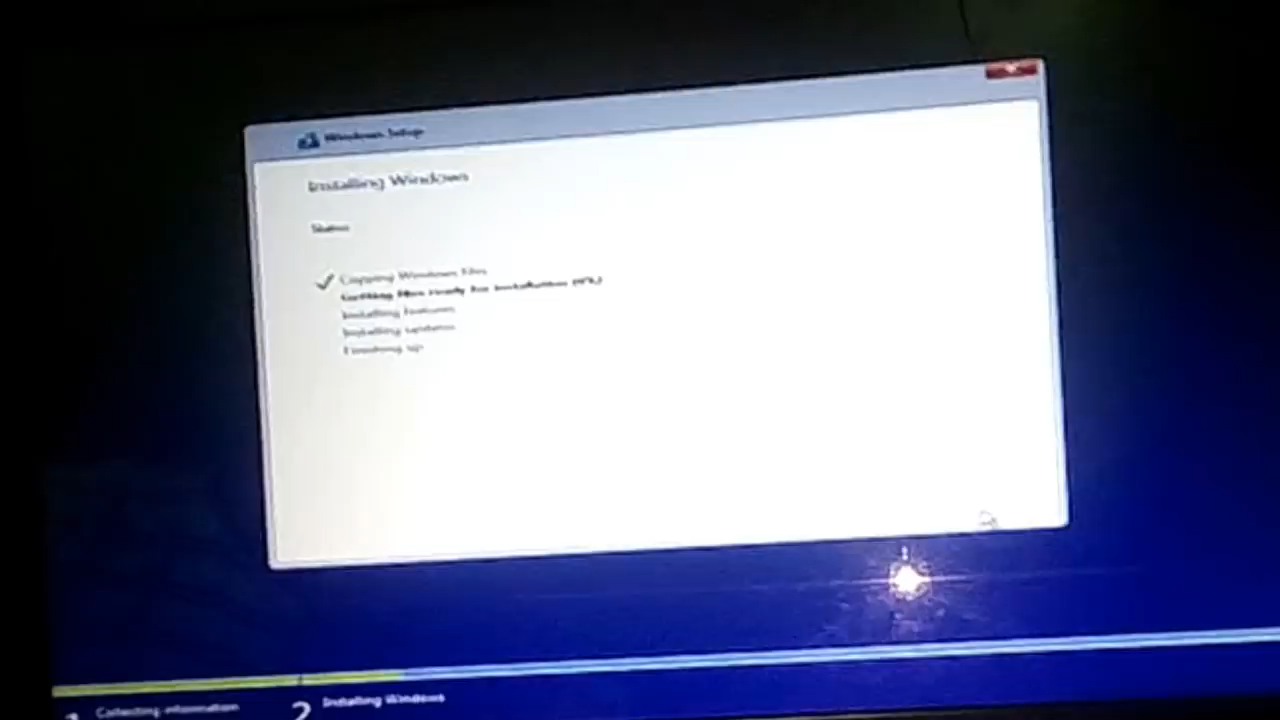 Windows Setup
Installing Windows
Status
Copying Windows files
Getting files ready for installation
Installing features
Installing updates
Finishing up
1 Collecting information
2 Installing Windows